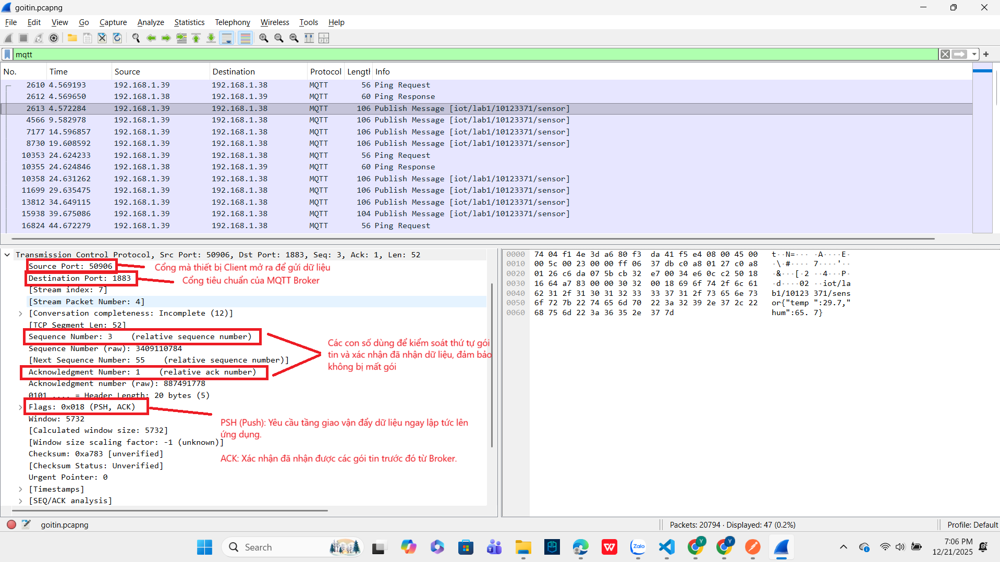 goitin.pcapng
File Edit View Go Capture Analyze Statistics Telephony Wireless Tools Help
mqtt
No. Time Source Destination Protocol Length Info
2610 4.569193 192.168.1.39 192.168.1.38 MQTT 56 Ping Request
2612 4.569650 192.168.1.38 192.168.1.39 MQTT 60 Ping Response
2613 4.572284 192.168.1.39 192.168.1.38 MQTT 106 Publish Message [iot/lab1/10123371/sensor]
4566 9.582978 192.168.1.39 192.168.1.38 MQTT 106 Publish Message [iot/lab1/10123371/sensor]
7177 14.596857 192.168.1.39 192.168.1.38 MQTT 106 Publish Message [iot/lab1/10123371/sensor]
8730 19.608592 192.168.1.39 192.168.1.38 MQTT 106 Publish Message [iot/lab1/10123371/sensor]
10353 24.624233 192.168.1.39 192.168.1.38 MQTT 56 Ping Request
10355 24.624846 192.168.1.38 192.168.1.39 MQTT 60 Ping Response
10358 24.631262 192.168.1.39 192.168.1.38 MQTT 106 Publish Message [iot/lab1/10123371/sensor]
11699 29.635475 192.168.1.39 192.168.1.38 MQTT 106 Publish Message [iot/lab1/10123371/sensor]
13812 34.649115 192.168.1.39 192.168.1.38 MQTT 106 Publish Message [iot/lab1/10123371/sensor]
15938 39.675086 192.168.1.39 192.168.1.38 MQTT 104 Publish Message [iot/lab1/10123371/sensor]
16824 44.672279 192.168.1.39 192.168.1.38 MQTT 56 Ping Request
Transmission Control Protocol, Src Port: 50906, Dst Port: 1883, Seq: 3, Ack: 1, Len: 52
Source Port: 50906
Cổng mà thiết bị Client mở ra để gửi dữ liệu
Destination Port: 1883
Cổng tiêu chuẩn của MQTT Broker
[Stream index: 7]
[Stream Packet Number: 4]
[Conversation completeness: Incomplete (12)]
[TCP Segment Len: 52]
Sequence Number: 3 (relative sequence number)
Sequence Number (raw): 3409110784
[Next Sequence Number: 55 (relative sequence number)]
Acknowledgment Number: 1 (relative ack number)
Acknowledgment number (raw): 887491778
Các con số dùng để kiểm soát thứ tự gói
tin và xác nhận đã nhận dữ liệu, đảm bảo
không bị mất gói
0101 .... = Header Length: 20 bytes (5)
Flags: 0x018 (PSH, ACK)
Window: 5732
[Calculated window size: 5732]
[Window size scaling factor: -1 (unknown)]
Checksum: 0xa783 [unverified]
[Checksum Status: Unverified]
Urgent Pointer: 0
[Timestamps]
[SEQ/ACK analysis]
PSH (Push): Yêu cầu tầng giao vận đẩy dữ liệu ngay lập tức lên
ứng dụng.
ACK: Xác nhận đã nhận được các gói tin trước đó từ Broker.
0000 74 04 f1 4e 3d a6 80 f3 da 41 f5 e4 08 00 45 00 t··N=··· ·A····E·
0010 00 5c 00 23 00 00 ff 06 37 db c0 a8 01 27 c0 a8 ·\·#···· 7····'··
0020 01 26 c6 da 07 5b cb 32 e7 00 34 e6 0c c2 50 18 ·&···[·2 ··4···P·
0030 16 64 a7 83 00 00 30 32 00 18 69 6f 74 2f 6c 61 ·d····02 ··iot/la
0040 62 31 2f 31 30 31 32 33 33 37 31 2f 73 65 6e 73 b1/10123 371/sens
0050 6f 72 7b 22 74 65 6d 70 22 3a 32 39 2e 37 2c 22 or{"temp ":29.7,"
0060 68 75 6d 22 3a 36 35 2e 37 7d hum":65. 7}
goitin.pcapng
Packets: 20794 · Displayed: 47 (0.2%)
Profile: Default
Search
PG
W
Zalo
Y
Y
7:06 PM
12/21/2025